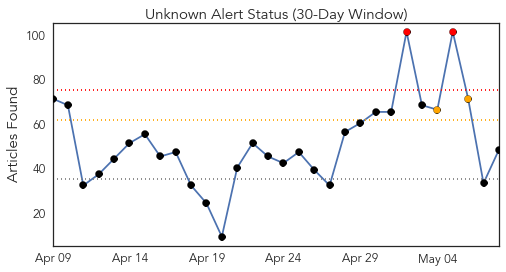 Unknown Alert Status (30-Day Window)
Articles Found
100
80
60
40
20
Apr 09 Apr 14 Apr 19 Apr 24 Apr 29 May 04